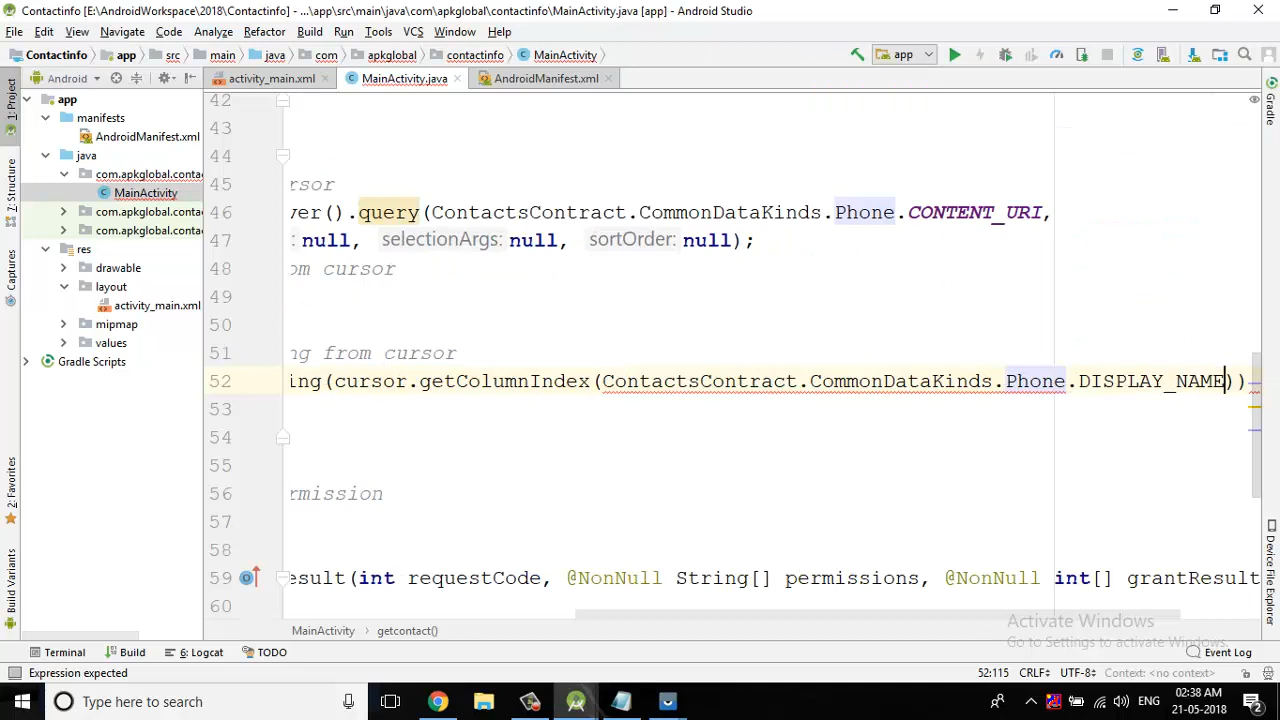 Contactinfo [E:\AndroidWorkspace\2018\Contactinfo] - ...\app\src\main\java\com\apkglobal\contactinfo\MainActivity.java [app] - Android Studio
File Edit View Navigate Code Analyze Refactor Build Run Tools VCS Window Help
Contactinfo app src main java com apkglobal contactinfo MainActivity app
Android activity_main.xml MainActivity.java AndroidManifest.xml
1: Project
Z: Structure
Captures
2: Favorites
Build Variants
app
manifests
AndroidManifest.xml
java
com.apkglobal.conta
MainActivity
com.apkglobal.conta
com.apkglobal.conta
res
drawable
layout
activity_main.xml
mipmap
values
Gradle Scripts
42
43
44
45 rsor
46 ver().query(ContactsContract.CommonDataKinds.Phone.CONTENT_URI,
47 : null, selectionArgs: null, sortOrder: null);
48 om cursor
49
50
51 ng from cursor
52 ing(cursor.getColumnIndex(ContactsContract.CommonDataKinds.Phone.DISPLAY_NAME))
53
54
55
56 rmission
57
58
59 esult(int requestCode, @NonNull String[] permissions, @NonNull int[] grantResult
60
Gradle
Device File Explorer
Activate Windows
Go to Settings to activate Windows.
MainActivity getcontact()
Terminal Build 6: Logcat TODO Event Log
Expression expected 52:115 CRLF UTF-8 Context: <no context>
Type here to search ENG 02:38 AM
21-05-2018
2